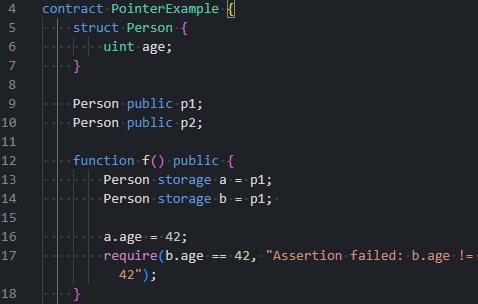 4 contract PointerExample {
5 struct Person {
6 uint age;
7 }
8
9 Person public p1;
10 Person public p2;
11
12 function f() public {
13 Person storage a = p1;
14 Person storage b = p1;
15
16 a.age = 42;
17 require(b.age == 42, "Assertion failed: b.age !=
42");
18 }